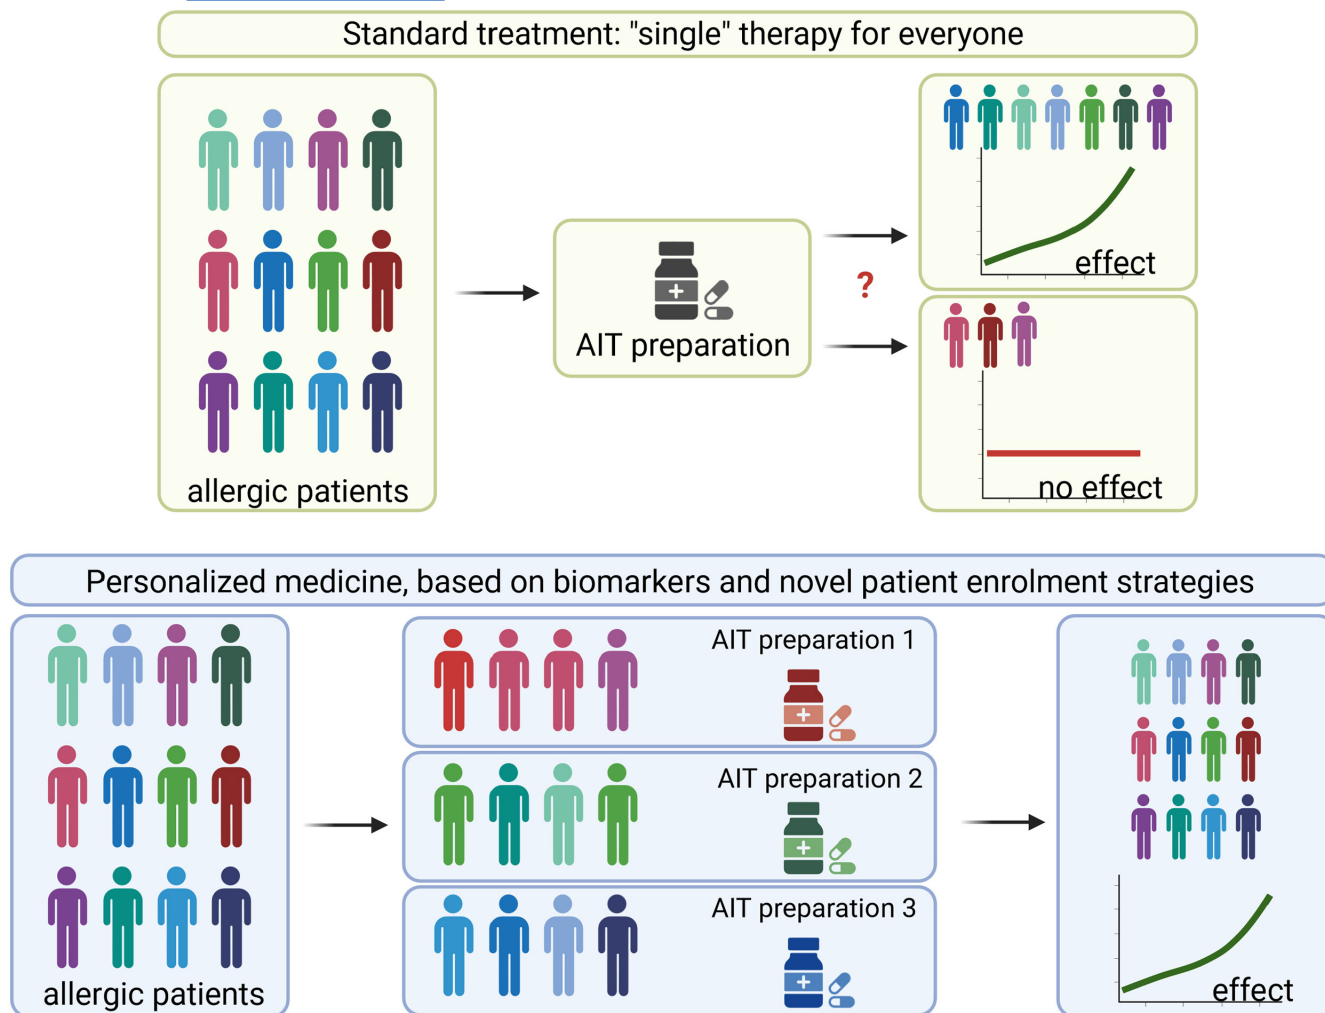 Standard treatment: "single" therapy for everyone
allergic patients
AIT preparation
?
effect
no effect
Personalized medicine, based on biomarkers and novel patient enrolment strategies
allergic patients
AIT preparation 1
AIT preparation 2
AIT preparation 3
effect